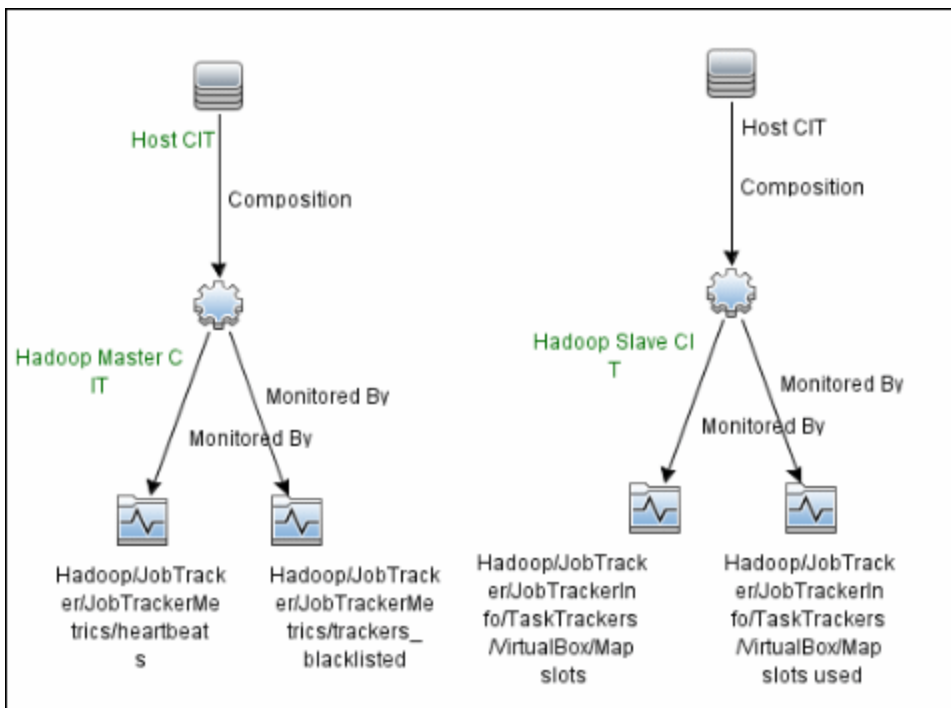 Host CIT
Composition
Hadoop Master C
IT
Monitored By
Monitored By
Hadoop/JobTrack
er/JobTrackerMe
trics/heartbeat
s
Hadoop/JobTrack
er/JobTrackerMe
trics/trackers_
blacklisted
Host CIT
Composition
Hadoop Slave CI
T
Monitored By
Monitored By
Hadoop/JobTrack
er/JobTrackerIn
fo/TaskTrackers
/VirtualBox/Map
slots
Hadoop/JobTrack
er/JobTrackerIn
fo/TaskTrackers
/VirtualBox/Map
slots used